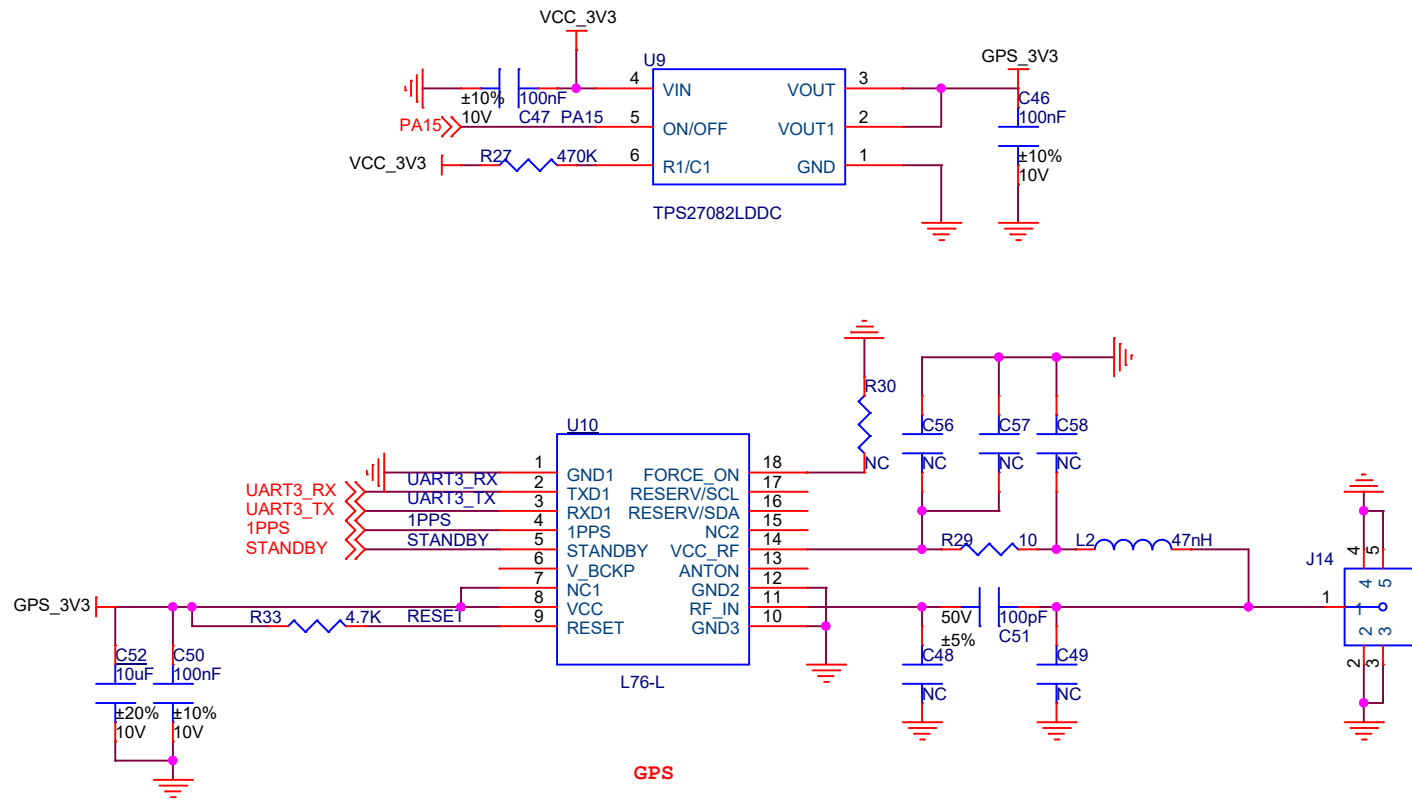 VCC_3V3
U9
GPS_3V3
4 VIN VOUT 3
±10% 100nF
10V C47
PA15 PA15 5 ON/OFF VOUT1 2
C46
100nF
±10%
10V
VCC_3V3 R27 470K 6 R1/C1 GND 1
TPS27082LDDC
R30
NC
C56 C57 C58
NC NC NC
U10
1 GND1 FORCE_ON 18
UART3_RX UART3_RX 2 TXD1 RESERV/SCL 17
UART3_TX UART3_TX 3 RXD1 RESERV/SDA 16
1PPS 1PPS 4 1PPS NC2 15
STANDBY STANDBY 5 STANDBY VCC_RF 14 R29 10 L2 47nH
6 V_BCKP ANTON 13
7 NC1 GND2 12
GPS_3V3 8 VCC RF_IN 11
R33 4.7K RESET 9 RESET GND3 10
L76-L
50V 100pF
±5% C51
J14
4 5
4 5
1 1
2 3
2 3
C52 C50
10uF 100nF
±20% ±10%
10V 10V
C48 C49
NC NC
GPS